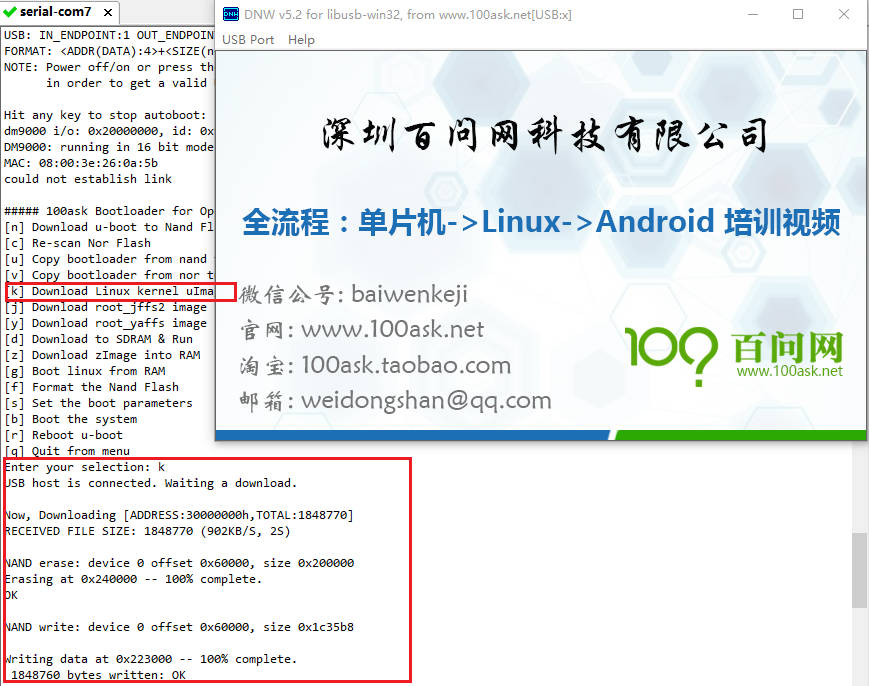 serial-com7
DNW v5.2 for libusb-win32, from www.100ask.net[USB:x]
USB Port Help
USB: IN_ENDPOINT:1 OUT_ENDPOIN
FORMAT: <ADDR(DATA):4>+<SIZE(n
NOTE: Power off/on or press th
in order to get a valid
Hit any key to stop autoboot:
dm9000 i/o: 0x20000000, id: 0x
DM9000: running in 16 bit mode
MAC: 08:00:3e:26:0a:5b
could not establish link
##### 100ask Bootloader for Op
[n] Download u-boot to Nand Fl
[c] Re-scan Nor Flash
[u] Copy bootloader from nand
[v] Copy bootloader from nor t
[k] Download Linux kernel uIma
[j] Download root_jffs2 image
[y] Download root_yaffs image
[d] Download to SDRAM & Run
[z] Download zImage into RAM
[g] Boot linux from RAM
[f] Format the Nand Flash
[s] Set the boot parameters
[b] Boot the system
[r] Reboot u-boot
[q] Quit from menu
Enter your selection: k
USB host is connected. Waiting a download.
Now, Downloading [ADDRESS:30000000h,TOTAL:1848770]
RECEIVED FILE SIZE: 1848770 (902KB/S, 2S)
NAND erase: device 0 offset 0x60000, size 0x200000
Erasing at 0x240000 -- 100% complete.
OK
NAND write: device 0 offset 0x60000, size 0x1c35b8
Writing data at 0x223000 -- 100% complete.
1848760 bytes written: OK
深圳百问网科技有限公司
全流程：单片机->Linux->Android 培训视频
微信公号: baiwenkeji
官网: www.100ask.net
淘宝: 100ask.taobao.com
邮箱: weidongshan@qq.com
100 百问网
www.100ask.net